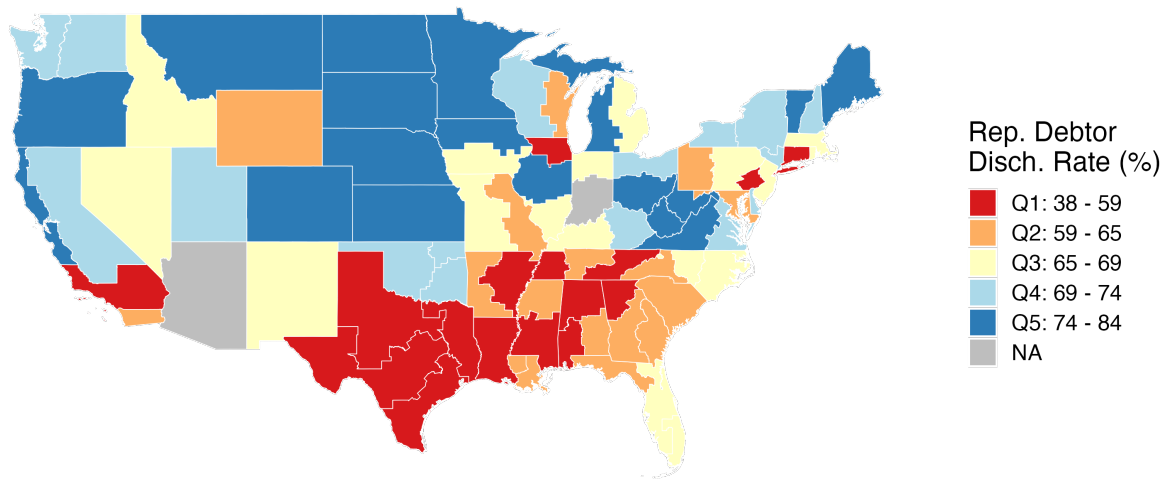 Rep. Debtor
Disch. Rate (%)
Q1: 38 - 59
Q2: 59 - 65
Q3: 65 - 69
Q4: 69 - 74
Q5: 74 - 84
NA